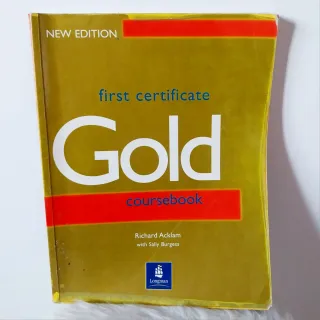 NEW EDITION
first certificate
Gold
coursebook
Richard Acklam
with Sally Burgess
Longman